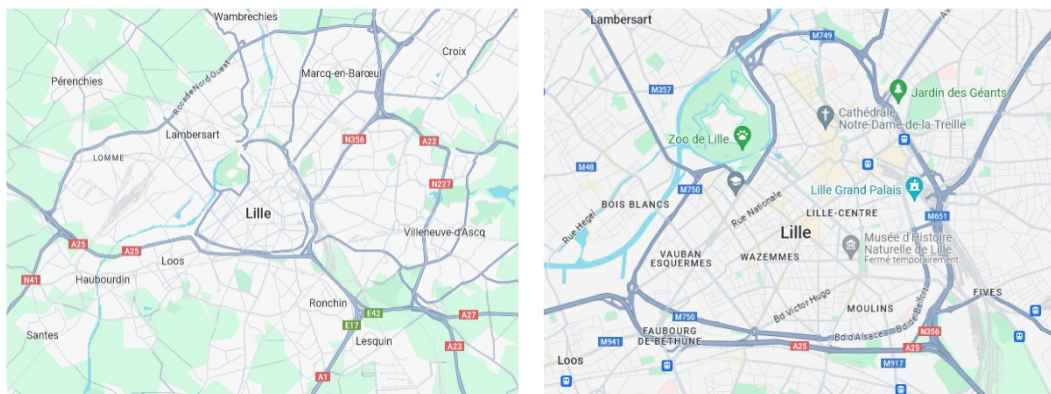 Wambrechies
Croix
Pérenchies
Marcq-en-Barœul
Rocade Nord-Ouest
Lambersart
N356
A22
LOMME
N227
Lille
Villeneuve-d'Ascq
A25
A25
Loos
N41
Haubourdin
Ronchin
E42
A27
Santes
E17
Lesquin
A23
A1
Lambersart
M749
M357
Jardin des Géants
Cathédrale
Notre-Dame-de-la-Treille
Zoo de Lille
M48
M750
Lille Grand Palais
BOIS BLANCS
Rue Nationale
LILLE-CENTRE
M651
Rue Hegel
Lille
Musée d'Histoire
Naturelle de Lille
Fermé temporairement
VAUBAN
ESQUERMES
WAZEMMES
FIVES
Bd Victor Hugo
MOULINS
M750
Bd de Belfort
FAUBOURG
DE BÉTHUNE
Bd d'Alsace
N356
M941
A25
A25
Loos
M917